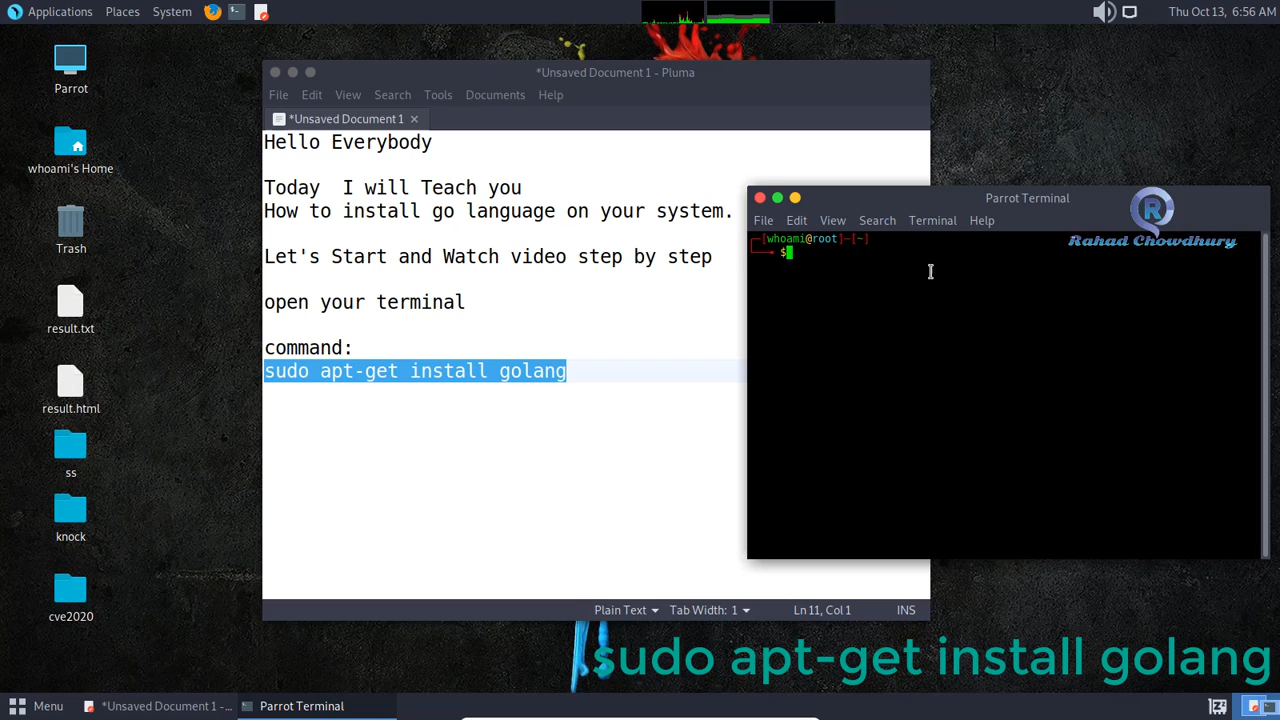 Applications Places System
Thu Oct 13, 6:56 AM
Parrot
whoami's Home
Trash
result.txt
result.html
ss
knock
cve2020
*Unsaved Document 1 - Pluma
File Edit View Search Tools Documents Help
*Unsaved Document 1
Hello Everybody
Today  I will Teach you
How to install go language on your system.
Let's Start and Watch video step by step
open your terminal
command:
sudo apt-get install golang
Plain Text Tab Width: 1 Ln 11, Col 1 INS
Parrot Terminal
File Edit View Search Terminal Help
R
Rahad Chowdhury
[whoami@root]─[~]
$
sudo apt-get install golang
Menu *Unsaved Document 1 -... Parrot Terminal